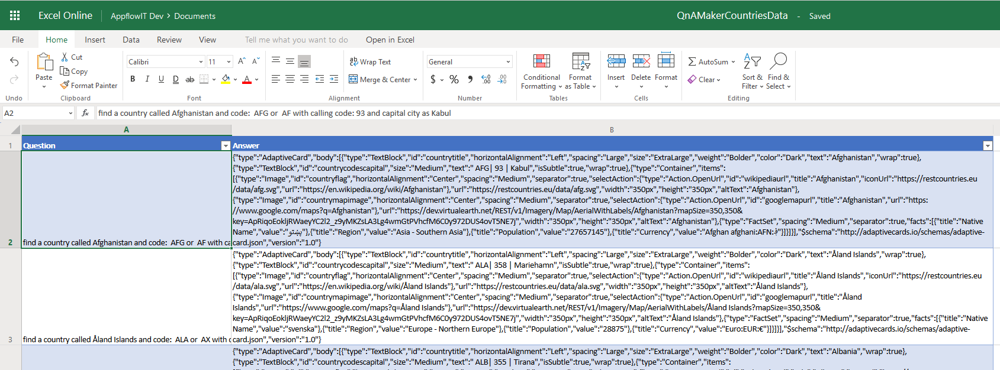 Excel Online AppflowIT Dev > Documents QnAMakerCountriesData - Saved
File Home Insert Data Review View Tell me what you want to do Open in Excel
Cut
Calibri 11
Wrap Text
General
AutoSum
Paste
Copy
Format Painter
B I U D ab
Merge & Center
$ % , .00
Conditional Formatting
Format as Table
Insert Delete Format
Clear
Sort & Filter
Find & Select
Undo Clipboard Font Alignment Number Tables Cells Editing
A2 fx find a country called Afghanistan and code:  AFG or  AF with calling code: 93 and capital city as Kabul
A B
1 Question Answer
{"type":"AdaptiveCard","body":[{"type":"TextBlock","id":"countrytitle","horizontalAlignment":"Left","spacing":"Large","size":"ExtraLarge","weight":"Bolder","color":"Dark","text":"Afghanistan","wrap":true},
{"type":"TextBlock","id":"countrycodescapital","size":"Medium","text":" AFG| 93 | Kabul","isSubtle":true,"wrap":true},{"type":"Container","items":
[{"type":"Image","id":"countryflag","horizontalAlignment":"Center","spacing":"Medium","separator":true,"selectAction":{"type":"Action.OpenUrl","id":"wikipediaurl","title":"Afghanistan","iconUrl":"https://restcountries.eu
/data/afg.svg","url":"https://en.wikipedia.org/wiki/Afghanistan"},"url":"https://restcountries.eu/data/afg.svg","width":"350px","height":"350px","altText":"Afghanistan"},
{"type":"Image","id":"countrymapimage","horizontalAlignment":"Center","spacing":"Medium","separator":true,"selectAction":{"type":"Action.OpenUrl","id":"googlemapurl","title":"Afghanistan","url":"https:
//www.google.com/maps?q=Afghanistan"},"url":"https://dev.virtualearth.net/REST/v1/Imagery/Map/AerialWithLabels/Afghanistan?mapSize=350,350&
key=ApRiqoEokljRWaeyYC2l2_z9yMKZsLA3Lg4wmGtPVhcfM6C0y972DUS4ovT5NE7j","width":"350px","height":"350px","altText":"Afghanistan"},{"type":"FactSet","spacing":"Medium","separator":true,"facts":[{"title":"Native
Name","value":"پښتو"},{"title":"Region","value":"Asia - Southern Asia"},{"title":"Population","value":"27657145"},{"title":"Currency","value":"Afghan afghani:AFN:؋"}]}]}],"$schema":"http://adaptivecards.io/schemas/adaptive-
2 find a country called Afghanistan and code:  AFG or  AF with ca card.json","version":"1.0"}
{"type":"AdaptiveCard","body":[{"type":"TextBlock","id":"countrytitle","horizontalAlignment":"Left","spacing":"Large","size":"ExtraLarge","weight":"Bolder","color":"Dark","text":"Åland Islands","wrap":true},
{"type":"TextBlock","id":"countrycodescapital","size":"Medium","text":" ALA| 358 | Mariehamn","isSubtle":true,"wrap":true},{"type":"Container","items":
[{"type":"Image","id":"countryflag","horizontalAlignment":"Center","spacing":"Medium","separator":true,"selectAction":{"type":"Action.OpenUrl","id":"wikipediaurl","title":"Åland Islands","iconUrl":"https://restcountries.eu
/data/ala.svg","url":"https://en.wikipedia.org/wiki/Åland Islands"},"url":"https://restcountries.eu/data/ala.svg","width":"350px","height":"350px","altText":"Åland Islands"},
{"type":"Image","id":"countrymapimage","horizontalAlignment":"Center","spacing":"Medium","separator":true,"selectAction":{"type":"Action.OpenUrl","id":"googlemapurl","title":"Åland
Islands","url":"https://www.google.com/maps?q=Åland Islands"},"url":"https://dev.virtualearth.net/REST/v1/Imagery/Map/AerialWithLabels/Åland Islands?mapSize=350,350&
key=ApRiqoEokljRWaeyYC2l2_z9yMKZsLA3Lg4wmGtPVhcfM6C0y972DUS4ovT5NE7j","width":"350px","height":"350px","altText":"Åland Islands"},{"type":"FactSet","spacing":"Medium","separator":true,"facts":[{"title":"Native
Name","value":"svenska"},{"title":"Region","value":"Europe - Northern Europe"},{"title":"Population","value":"28875"},{"title":"Currency","value":"Euro:EUR:€"}]}]}],"$schema":"http://adaptivecards.io/schemas/adaptive-
3 find a country called Åland Islands and code:  ALA or  AX with c card.json","version":"1.0"}
{"type":"AdaptiveCard","body":[{"type":"TextBlock","id":"countrytitle","horizontalAlignment":"Left","spacing":"Large","size":"ExtraLarge","weight":"Bolder","color":"Dark","text":"Albania","wrap":true},
{"type":"TextBlock","id":"countrycodescapital","size":"Medium","text":" ALB| 355 | Tirana","isSubtle":true,"wrap":true},{"type":"Container","items":